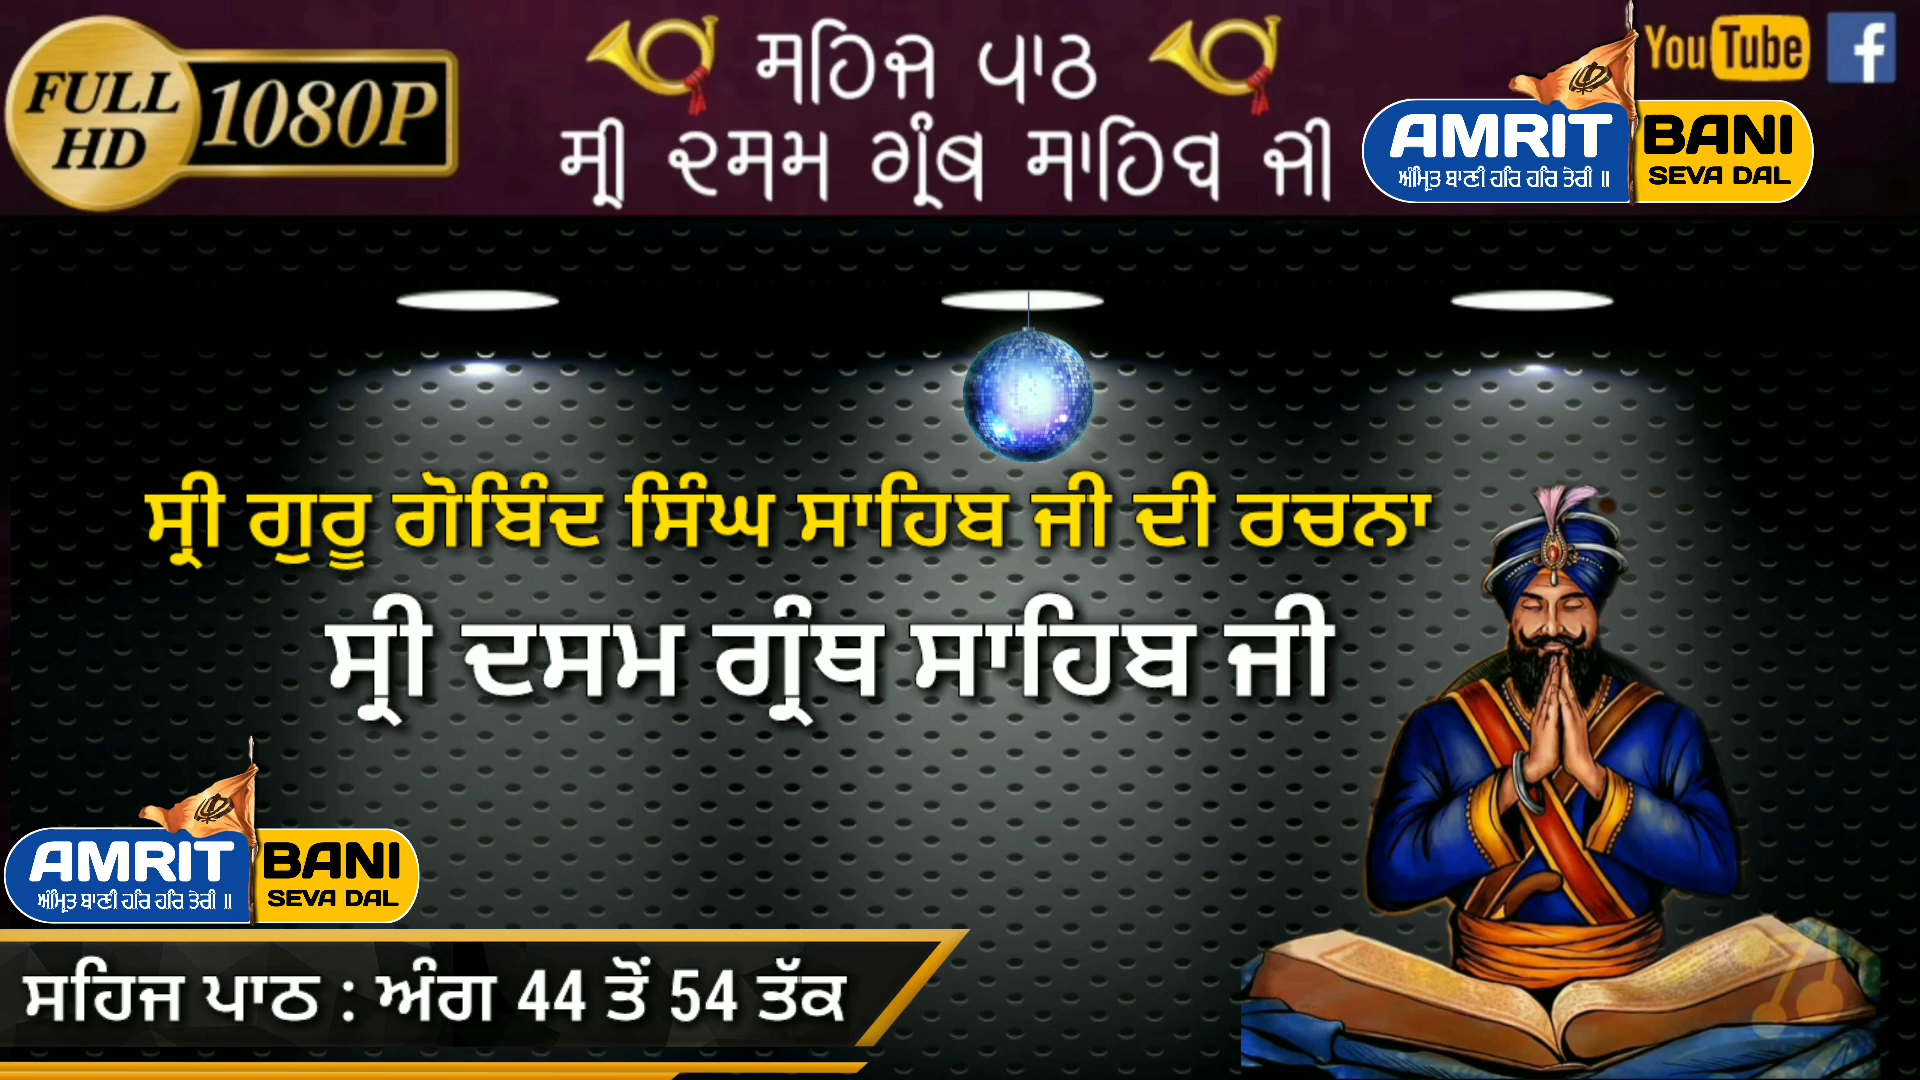 FULL HD 1080P
ਸਹਿਜ ਪਾਠ
ਸ੍ਰੀ ਦਸਮ ਗ੍ਰੰਥ ਸਾਹਿਬ ਜੀ
You Tube f
AMRIT BANI
ਅੰਮ੍ਰਿਤ ਬਾਣੀ ਹਰਿ ਹਰਿ ਤੇਰੀ ॥ SEVA DAL
ਸ੍ਰੀ ਗੁਰੂ ਗੋਬਿੰਦ ਸਿੰਘ ਸਾਹਿਬ ਜੀ ਦੀ ਰਚਨਾ
ਸ੍ਰੀ ਦਸਮ ਗ੍ਰੰਥ ਸਾਹਿਬ ਜੀ
AMRIT BANI
ਅੰਮ੍ਰਿਤ ਬਾਣੀ ਹਰਿ ਹਰਿ ਤੇਰੀ ॥ SEVA DAL
ਸਹਿਜ ਪਾਠ : ਅੰਗ 44 ਤੋਂ 54 ਤੱਕ